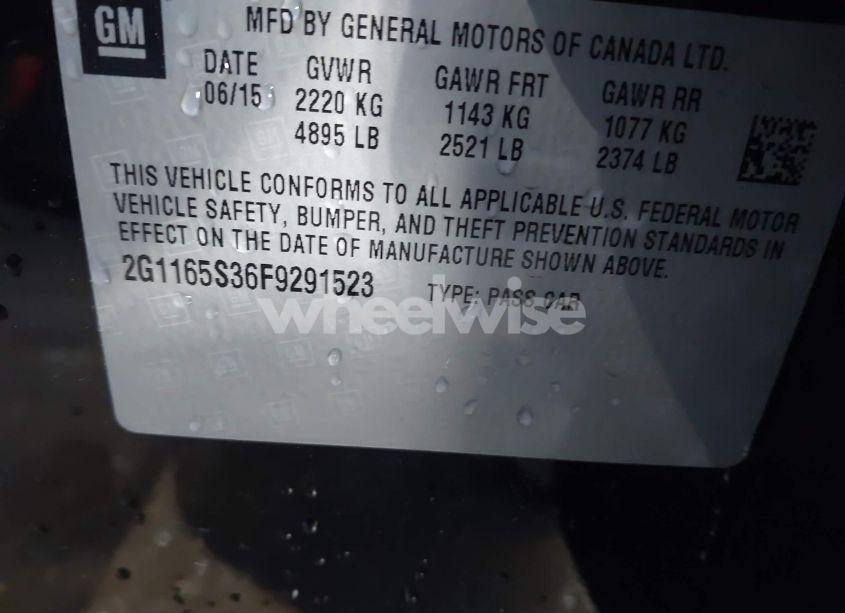 GM
MFD BY GENERAL MOTORS OF CANADA LTD.
DATE GVWR GAWR FRT GAWR RR
06/15 2220 KG 1143 KG 1077 KG
4895 LB 2521 LB 2374 LB
THIS VEHICLE CONFORMS TO ALL APPLICABLE U.S. FEDERAL MOTOR
VEHICLE SAFETY, BUMPER, AND THEFT PREVENTION STANDARDS IN
EFFECT ON THE DATE OF MANUFACTURE SHOWN ABOVE.
2G1165S36F9291523 TYPE: PASS CAR
wheelwise